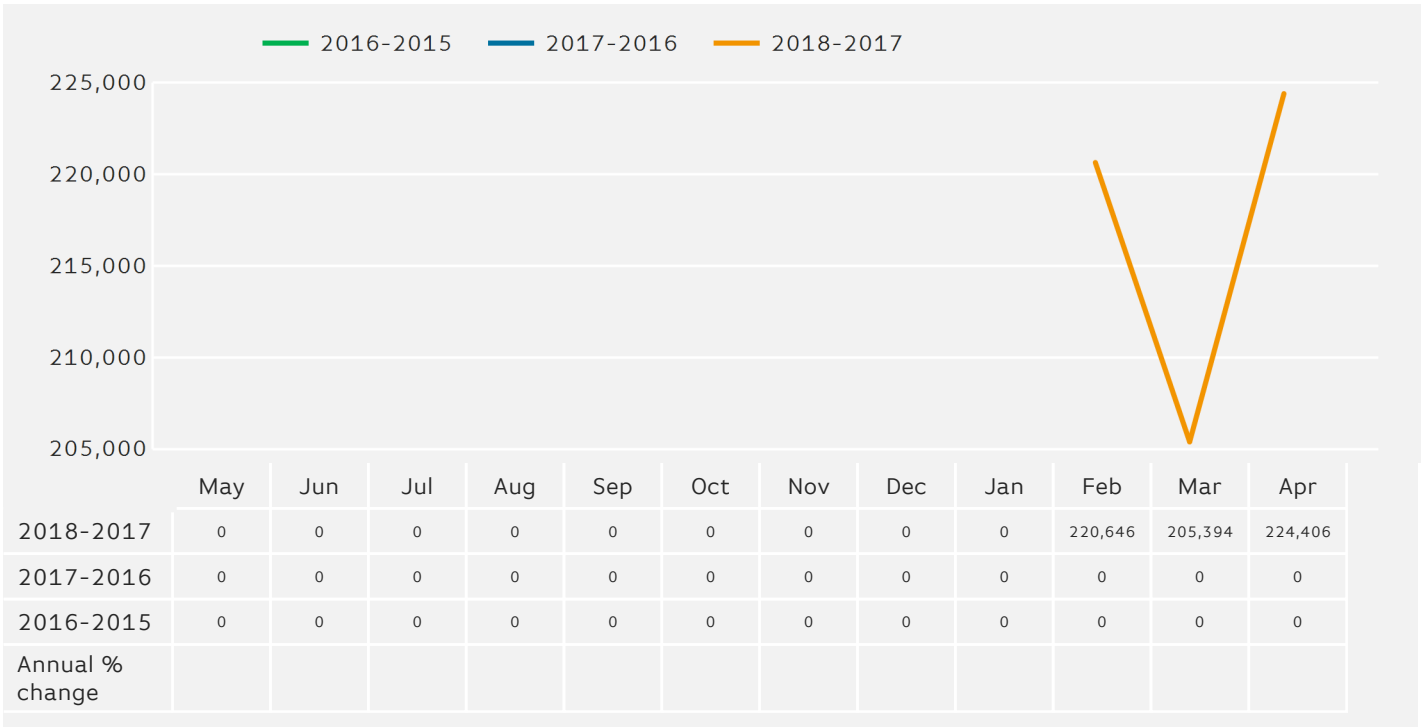 2016-2015 2017-2016 2018-2017
225,000
220,000
215,000
210,000
205,000
May Jun Jul Aug Sep Oct Nov Dec Jan Feb Mar Apr
2018-2017 0 0 0 0 0 0 0 0 0 220,646 205,394 224,406
2017-2016 0 0 0 0 0 0 0 0 0 0 0 0
2016-2015 0 0 0 0 0 0 0 0 0 0 0 0
Annual %
change